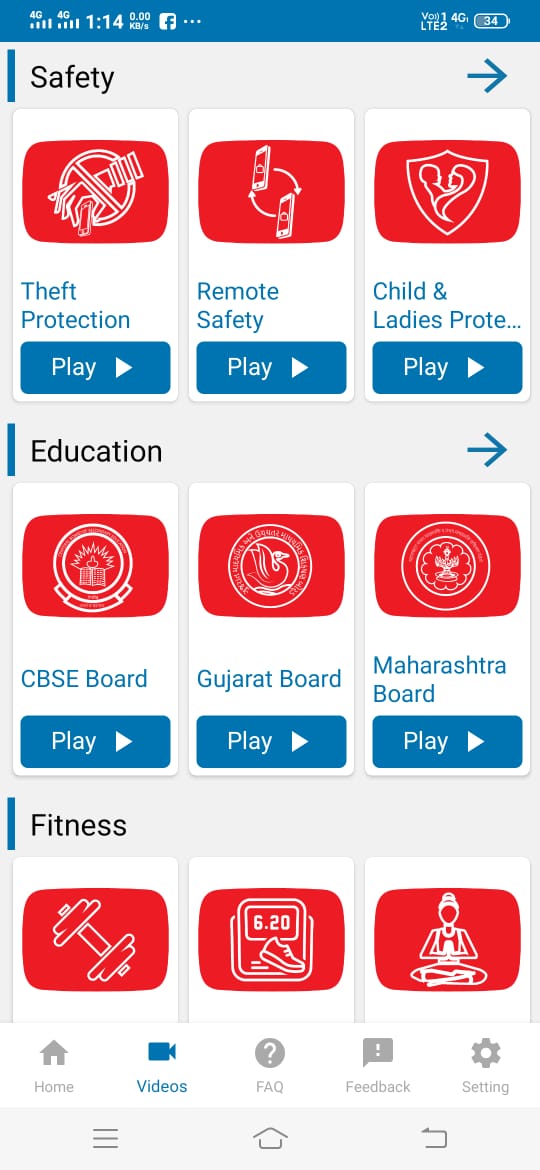 4G 4G 1:14 0.00 KB/s Vo) 1 4G LTE2 34
Safety
Theft Protection
Remote Safety
Child & Ladies Prote...
Play
Play
Play
Education
CBSE Board
Gujarat Board
Maharashtra Board
Play
Play
Play
Fitness
6.20
Home
Videos
FAQ
Feedback
Setting